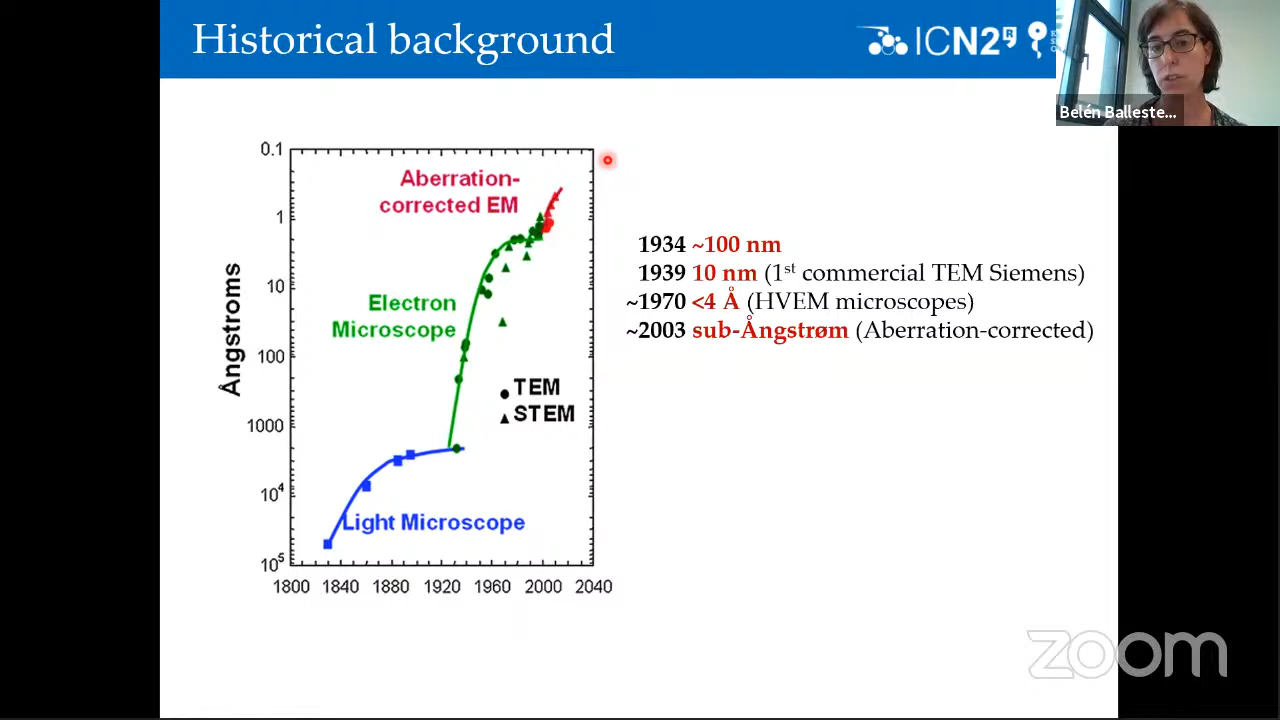 Historical background
ICN2
Belén Balleste...
0.1
Aberration-
corrected EM
1
10
Electron
Microscope
100
TEM
STEM
1000
10⁴
Light Microscope
10⁵
Ångstroms
1800 1840 1880 1920 1960 2000 2040
1934 ~100 nm
1939 10 nm (1st commercial TEM Siemens)
~1970 <4 Å (HVEM microscopes)
~2003 sub-Ångstrøm (Aberration-corrected)
zoom